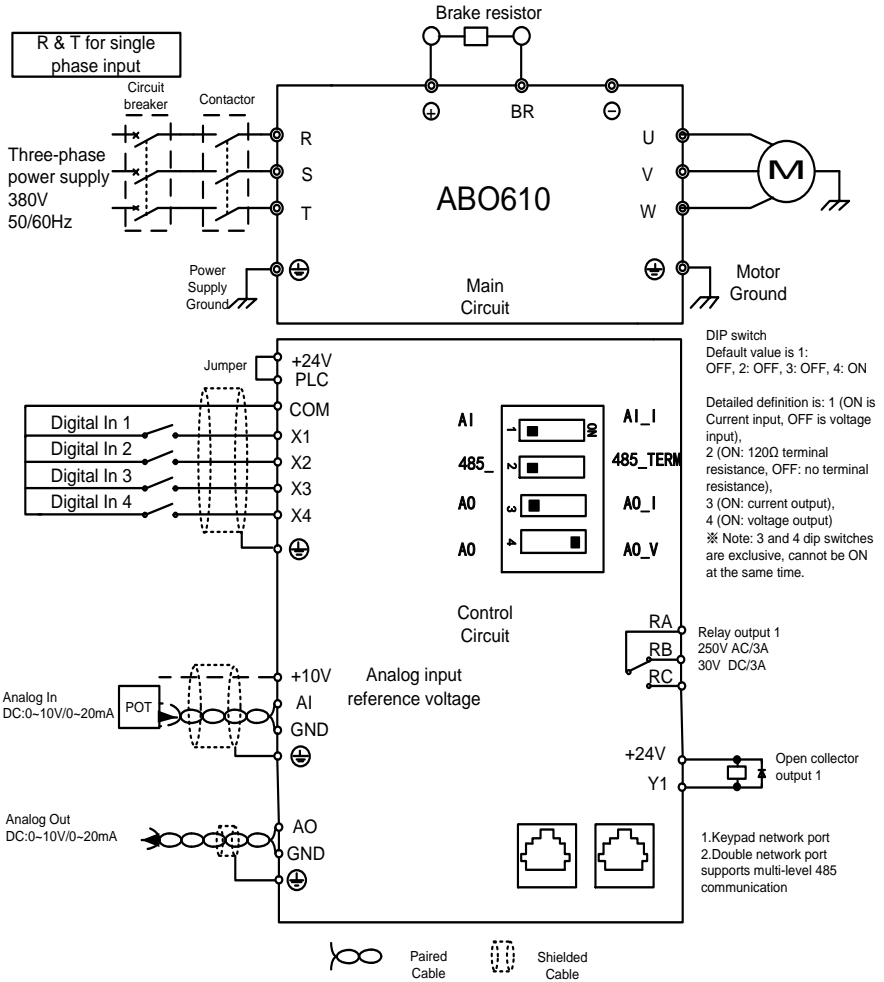 Brake resistor
R & T for single
phase input
Circuit
breaker
Contactor
⊕
BR
⊖
R
S
T
Three-phase
power supply
380V
50/60Hz
ABO610
U
V
W
M
Power
Supply
Ground
Main
Circuit
Motor
Ground
DIP switch
Default value is 1:
OFF, 2: OFF, 3: OFF, 4: ON
Detailed definition is: 1 (ON is
Current input, OFF is voltage
input),
2 (ON: 120Ω terminal
resistance, OFF: no terminal
resistance),
3 (ON: current output),
4 (ON: voltage output)
※ Note: 3 and 4 dip switches
are exclusive, cannot be ON
at the same time.
Jumper
+24V
PLC
COM
Digital In 1
X1
Digital In 2
X2
Digital In 3
X3
Digital In 4
X4
AI
1
ON
AI_I
485_
2
485_TERM
AO
3
AO_I
AO
4
AO_V
Control
Circuit
RA
RB
RC
Relay output 1
250V AC/3A
30V DC/3A
+10V
Analog input
reference voltage
Analog In
DC:0~10V/0~20mA
POT
AI
GND
+24V
Y1
Open collector
output 1
Analog Out
DC:0~10V/0~20mA
AO
GND
1.Keypad network port
2.Double network port
supports multi-level 485
communication
Paired
Cable
Shielded
Cable